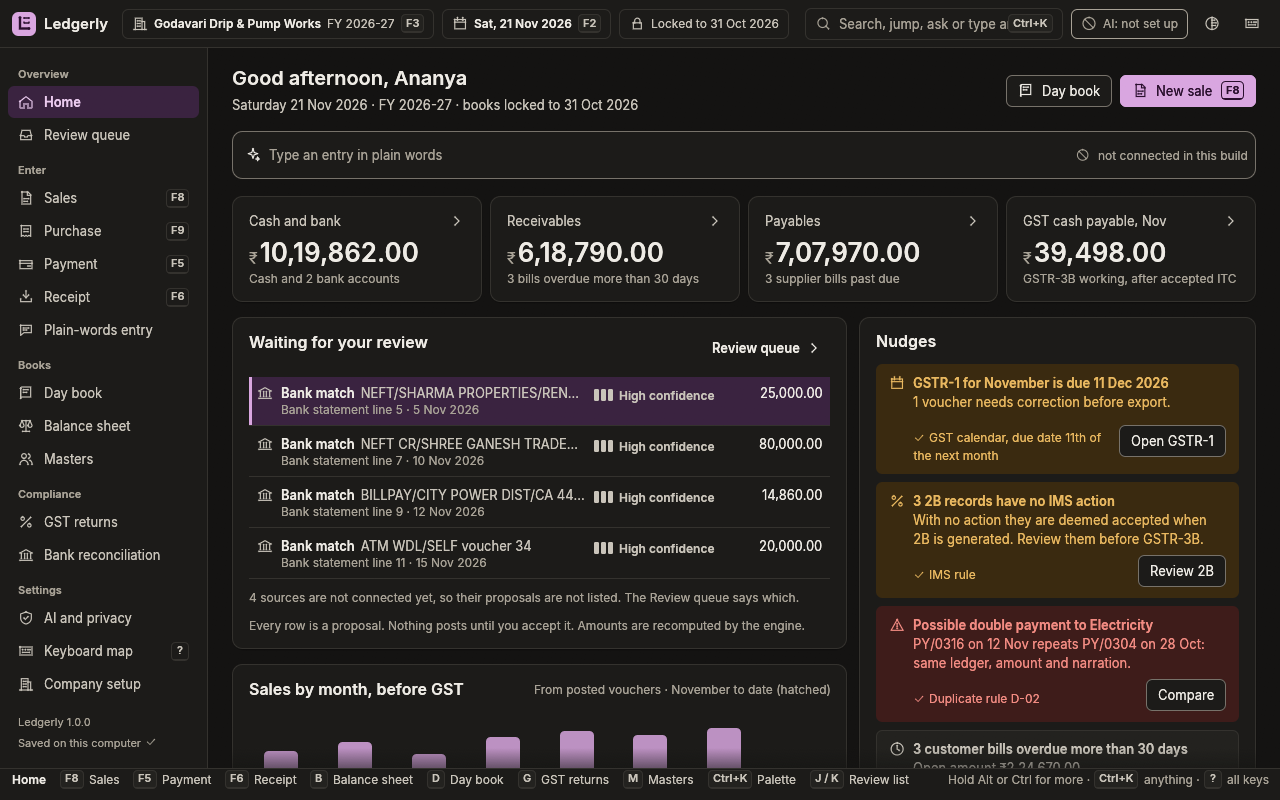 Ledgerly
Godavari Drip & Pump Works FY 2026-27 F3
Sat, 21 Nov 2026 F2
Locked to 31 Oct 2026
Search, jump, ask or type a Ctrl+K
AI: not set up
Overview
Home
Review queue
Enter
Sales F8
Purchase F9
Payment F5
Receipt F6
Plain-words entry
Books
Day book
Balance sheet
Masters
Compliance
GST returns
Bank reconciliation
Settings
AI and privacy
Keyboard map ?
Company setup
Ledgerly 1.0.0
Saved on this computer
Good afternoon, Ananya
Saturday 21 Nov 2026 · FY 2026-27 · books locked to 31 Oct 2026
Day book
New sale F8
Type an entry in plain words
not connected in this build
Cash and bank
₹10,19,862.00
Cash and 2 bank accounts
Receivables
₹6,18,790.00
3 bills overdue more than 30 days
Payables
₹7,07,970.00
3 supplier bills past due
GST cash payable, Nov
₹39,498.00
GSTR-3B working, after accepted ITC
Waiting for your review
Review queue
Bank match NEFT/SHARMA PROPERTIES/REN... High confidence 25,000.00
Bank statement line 5 · 5 Nov 2026
Bank match NEFT CR/SHREE GANESH TRADE... High confidence 80,000.00
Bank statement line 7 · 10 Nov 2026
Bank match BILLPAY/CITY POWER DIST/CA 44... High confidence 14,860.00
Bank statement line 9 · 12 Nov 2026
Bank match ATM WDL/SELF voucher 34 High confidence 20,000.00
Bank statement line 11 · 15 Nov 2026
4 sources are not connected yet, so their proposals are not listed. The Review queue says which.
Every row is a proposal. Nothing posts until you accept it. Amounts are recomputed by the engine.
Sales by month, before GST
From posted vouchers · November to date (hatched)
Nudges
GSTR-1 for November is due 11 Dec 2026
1 voucher needs correction before export.
✓ GST calendar, due date 11th of
the next month
Open GSTR-1
3 2B records have no IMS action
With no action they are deemed accepted when
2B is generated. Review them before GSTR-3B.
✓ IMS rule
Review 2B
Possible double payment to Electricity
PY/0316 on 12 Nov repeats PY/0304 on 28 Oct:
same ledger, amount and narration.
✓ Duplicate rule D-02
Compare
3 customer bills overdue more than 30 days
Open amount ₹2,24,670.00
Home F8 Sales F5 Payment F6 Receipt B Balance sheet D Day book G GST returns M Masters Ctrl+K Palette J / K Review list
Hold Alt or Ctrl for more · Ctrl+K anything · ? all keys